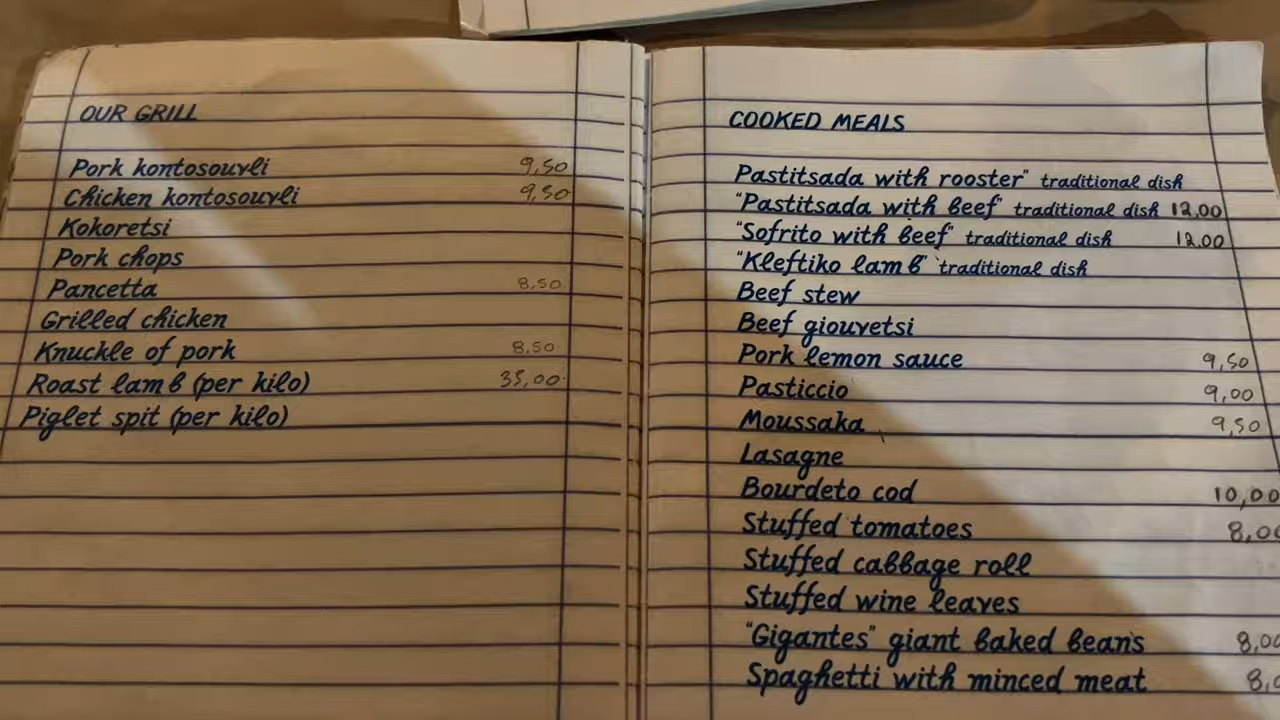 OUR GRILL
Pork kontosouvli 9,50
Chicken kontosouvli 9,50
Kokoretsi
Pork chops
Pancetta 8,50
Grilled chicken
Knuckle of pork 8.50
Roast lamb (per kilo) 35,00
Piglet spit (per kilo)
COOKED MEALS
Pastitsada with rooster" traditional dish
"Pastitsada with beef" traditional dish 12,00
"Sofrito with beef" traditional dish 12.00
"Kleftiko lamb" traditional dish
Beef stew
Beef giouvetsi
Pork lemon sauce 9,50
Pasticcio 9,00
Moussaka 9,50
Lasagne
Bourdeto cod 10,00
Stuffed tomatoes 8,00
Stuffed cabbage roll
Stuffed wine leaves
"Gigantes" giant baked beans 8,00
Spaghetti with minced meat